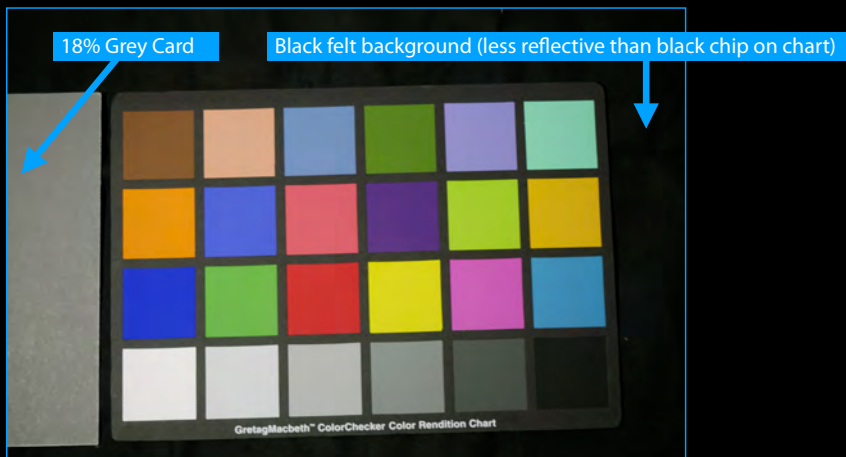 18% Grey Card
Black felt background (less reflective than black chip on chart)
GretagMacbeth™ ColorChecker Color Rendition Chart